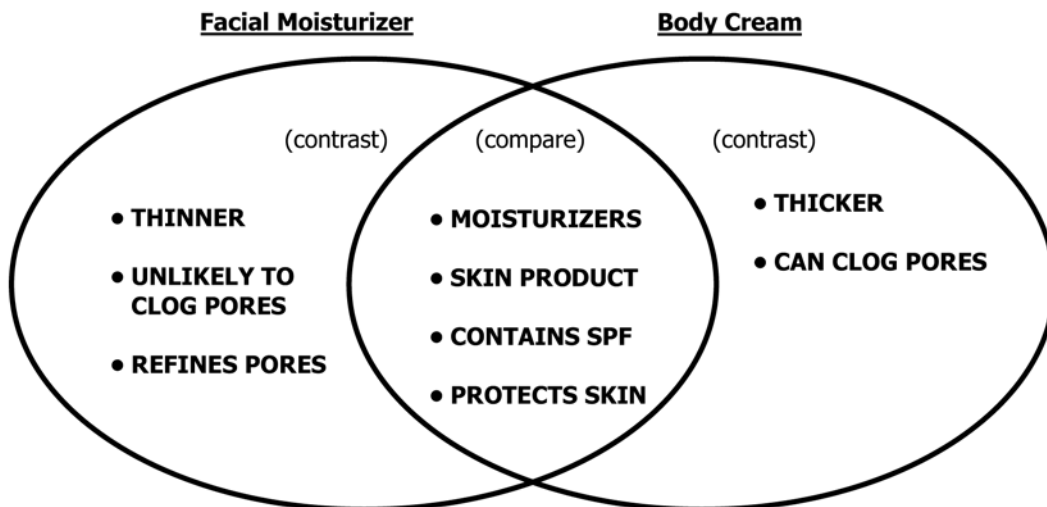 Facial Moisturizer
Body Cream
(contrast)
(compare)
(contrast)
• THINNER
• UNLIKELY TO
CLOG PORES
• REFINES PORES
• MOISTURIZERS
• SKIN PRODUCT
• CONTAINS SPF
• PROTECTS SKIN
• THICKER
• CAN CLOG PORES